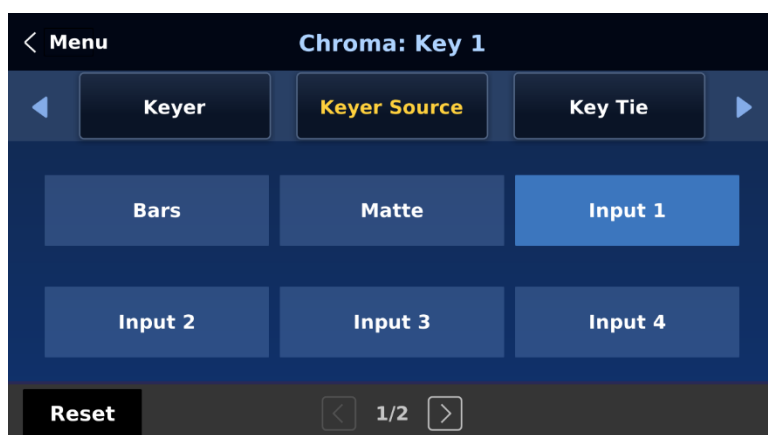 Menu
Chroma: Key 1
Keyer
Keyer Source
Key Tie
Bars
Matte
Input 1
Input 2
Input 3
Input 4
Reset
1/2